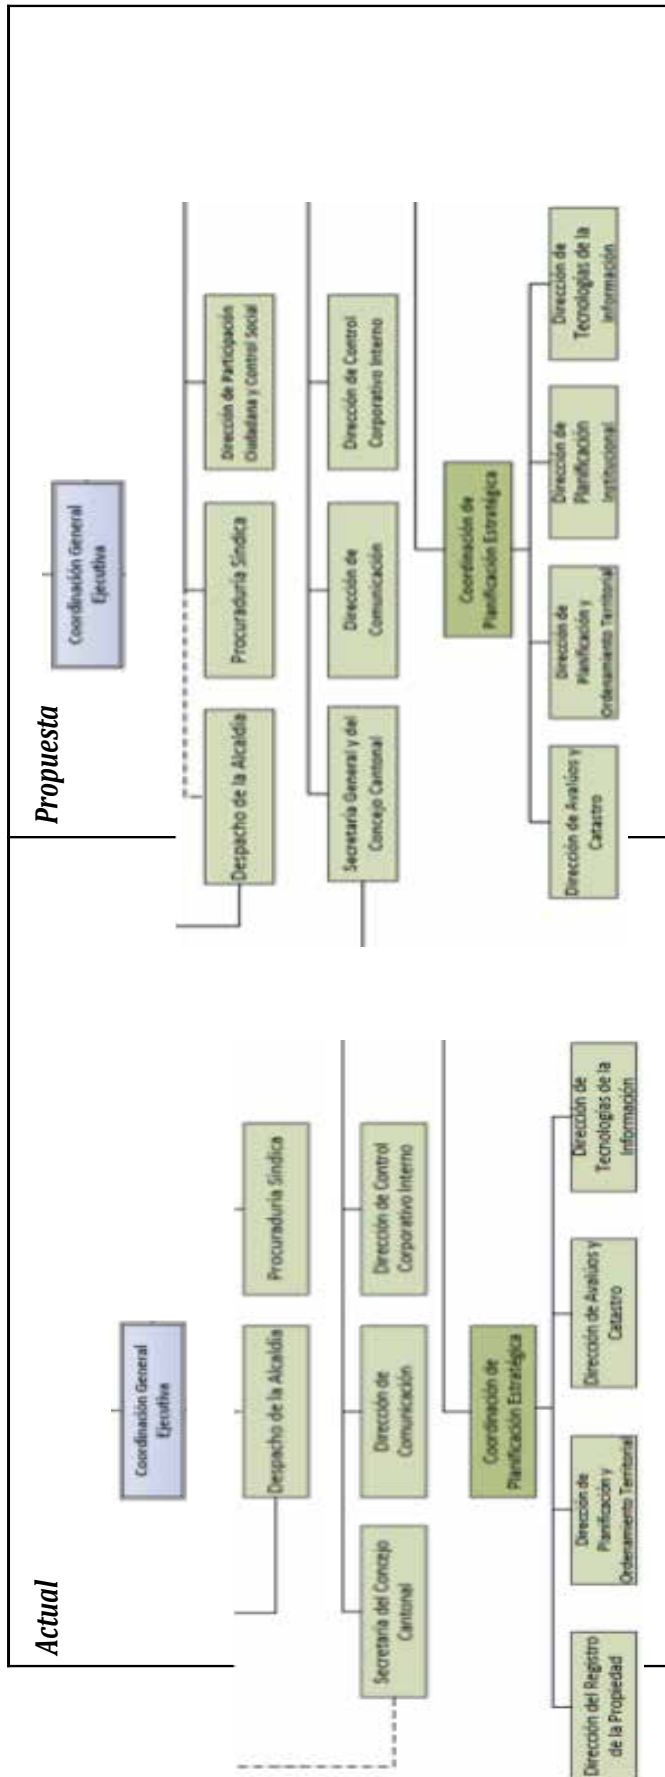 Actual
Coordinación General
Ejecutiva
Despacho de la Alcaldía
Procuraduría Síndica
Secretaría del Concejo
Cantonal
Dirección de
Comunicación
Dirección de Control
Corporativo Interno
Coordinación de
Planificación Estratégica
Dirección del Registro
de la Propiedad
Dirección de
Planificación y
Ordenamiento Territorial
Dirección de Avalúos y
Catastro
Dirección de
Tecnologías de la
Información
Propuesta
Coordinación General
Ejecutiva
Despacho de la Alcaldía
Procuraduría Síndica
Dirección de Participación
Ciudadana y Control Social
Secretaría General y del
Concejo Cantonal
Dirección de
Comunicación
Dirección de Control
Corporativo Interno
Coordinación de
Planificación Estratégica
Dirección de Avalúos y
Catastro
Dirección de
Planificación y
Ordenamiento Territorial
Dirección de
Planificación
Institucional
Dirección de
Tecnologías de la
Información